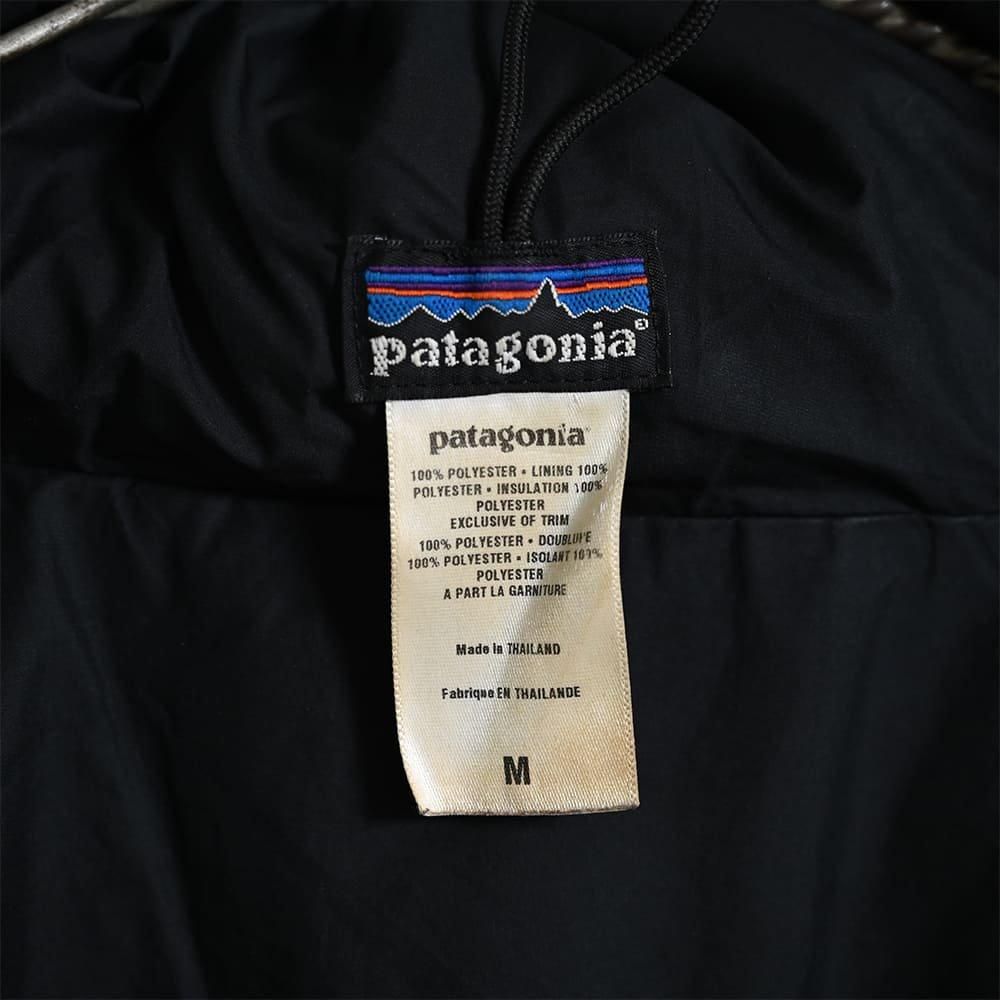 patagonia®
patagonia®
100% POLYESTER • LINING 100%
POLYESTER • INSULATION 100%
POLYESTER
EXCLUSIVE OF TRIM
100% POLYESTER • DOUBLURE
100% POLYESTER • ISOLANT 100%
POLYESTER
A PART LA GARNITURE
Made in THAILAND
Fabrique EN THAILANDE
M